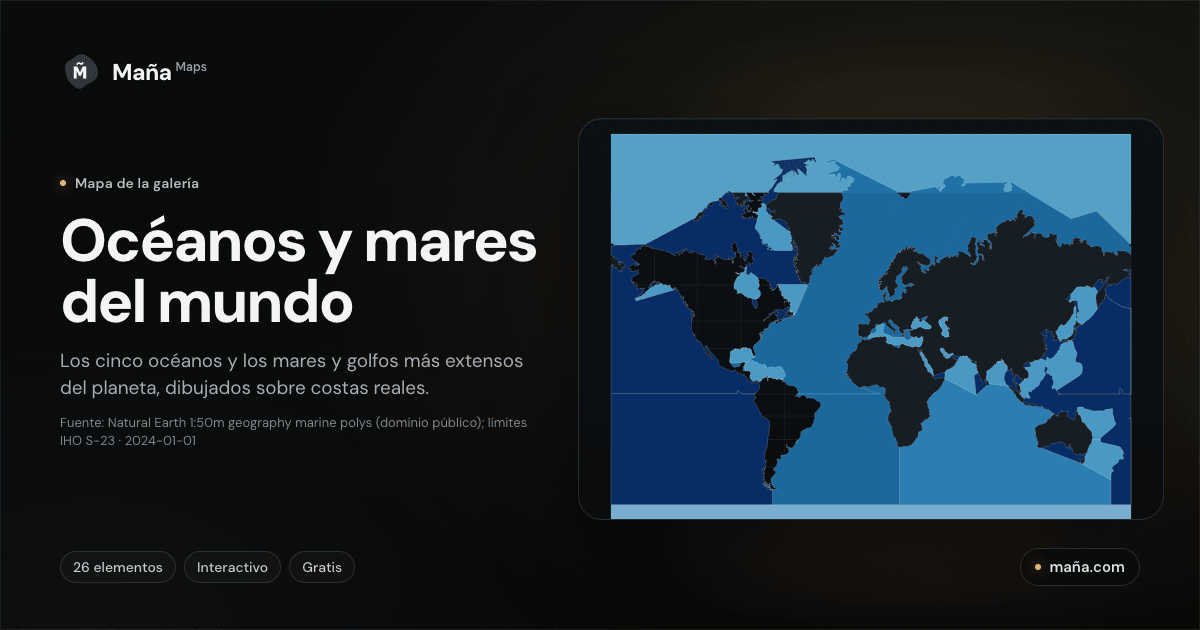 M̃
Maña Maps
Mapa de la galería
Océanos y mares
del mundo
Los cinco océanos y los mares y golfos más extensos
del planeta, dibujados sobre costas reales.
Fuente: Natural Earth 1:50m geography marine polys (dominio público); límites
IHO S-23 · 2024-01-01
26 elementos
Interactivo
Gratis
maña.com